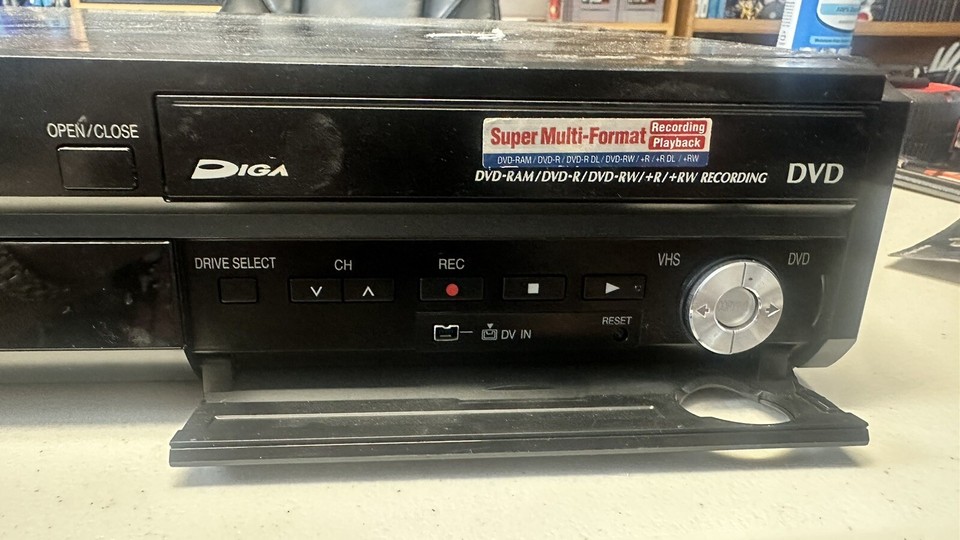 OPEN/CLOSE
DIGA
Super Multi-Format Recording Playback
DVD-RAM / DVD-R / DVD-R DL / DVD-RW / +R / +R DL / +RW
DVD-RAM/DVD-R/DVD-RW/+R/+RW RECORDING
DVD
DRIVE SELECT
CH
REC
VHS
DVD
DV IN
RESET